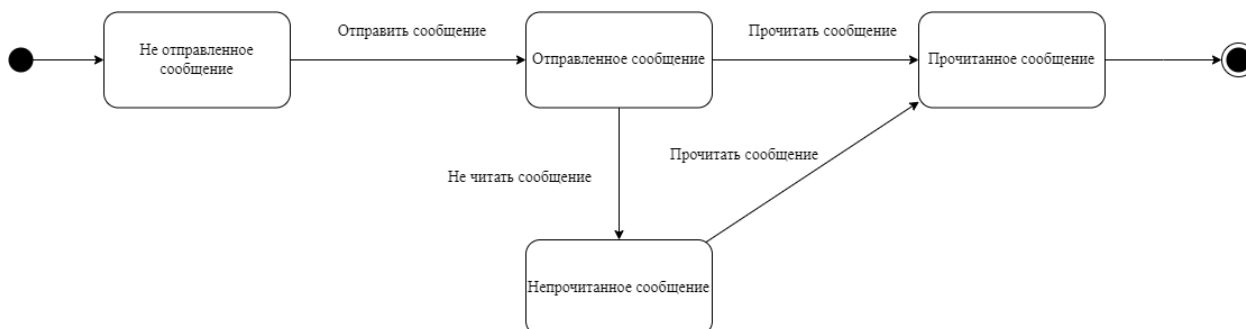 Отправить сообщение
Прочитать сообщение
Не отправленное
сообщение
Отправленное сообщение
Прочитанное сообщение
Не читать сообщение
Прочитать сообщение
Непрочитанное сообщение